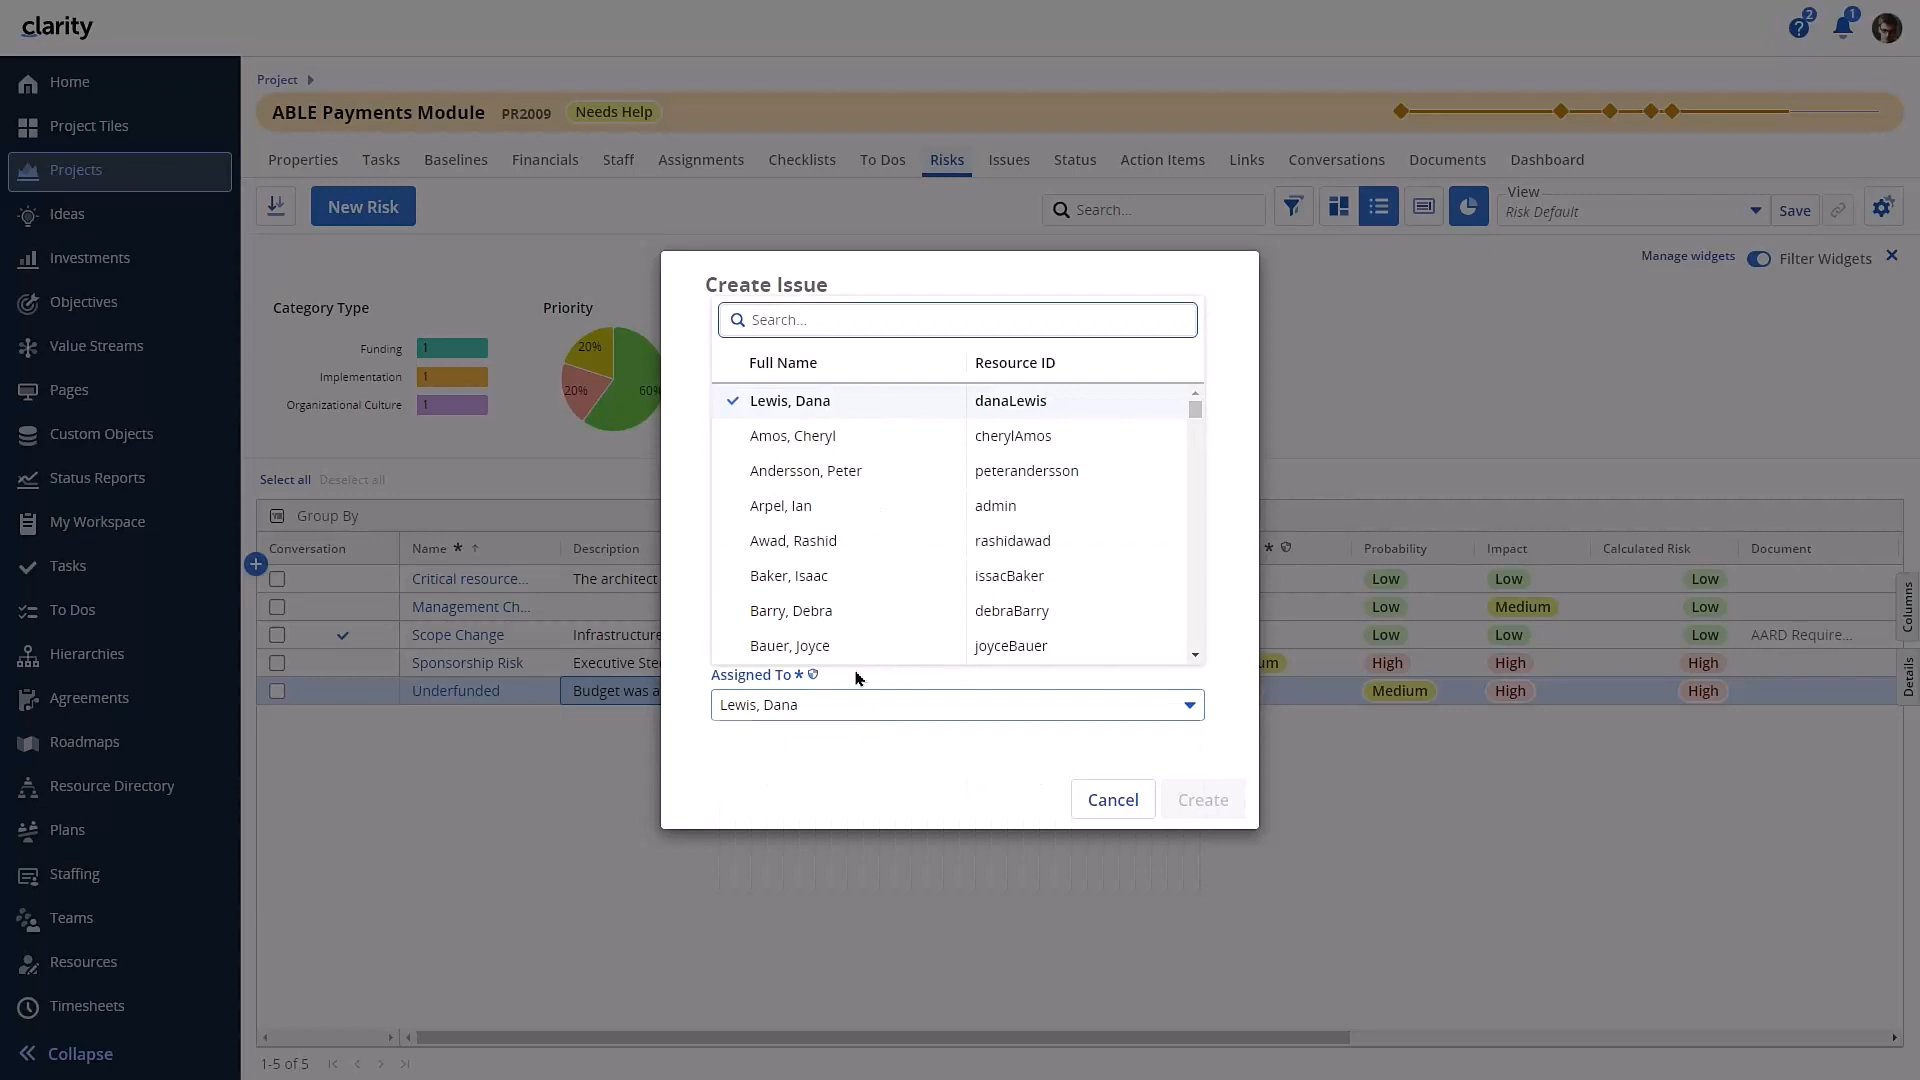 clarity
2
1
Home
Project Tiles
Projects
Ideas
Investments
Objectives
Value Streams
Pages
Custom Objects
Status Reports
My Workspace
Tasks
To Dos
Hierarchies
Agreements
Roadmaps
Resource Directory
Plans
Staffing
Teams
Resources
Timesheets
Collapse
Project
ABLE Payments Module PR2009 Needs Help
Properties Tasks Baselines Financials Staff Assignments Checklists To Dos Risks Issues Status Action Items Links Conversations Documents Dashboard
New Risk
Search...
View
Risk Default
Save
Manage widgets
Filter Widgets
Category Type
Funding 1
Implementation 1
Organizational Culture 1
Priority
20%
20%
60%
Select all Deselect all
Group By
Conversation Name * Description * Probability Impact Calculated Risk Document
Critical resource... The architect Low Low Low
Management Ch... Low Medium Low
Scope Change Infrastructure Low Low Low AARD Require...
Sponsorship Risk Executive Stee High High High
Underfunded Budget was a Medium High High
Columns
Details
1-5 of 5
Create Issue
Search...
Full Name Resource ID
Lewis, Dana danaLewis
Amos, Cheryl cherylAmos
Andersson, Peter peterandersson
Arpel, Ian admin
Awad, Rashid rashidawad
Baker, Isaac issacBaker
Barry, Debra debraBarry
Bauer, Joyce joyceBauer
Assigned To *
Lewis, Dana
Cancel
Create